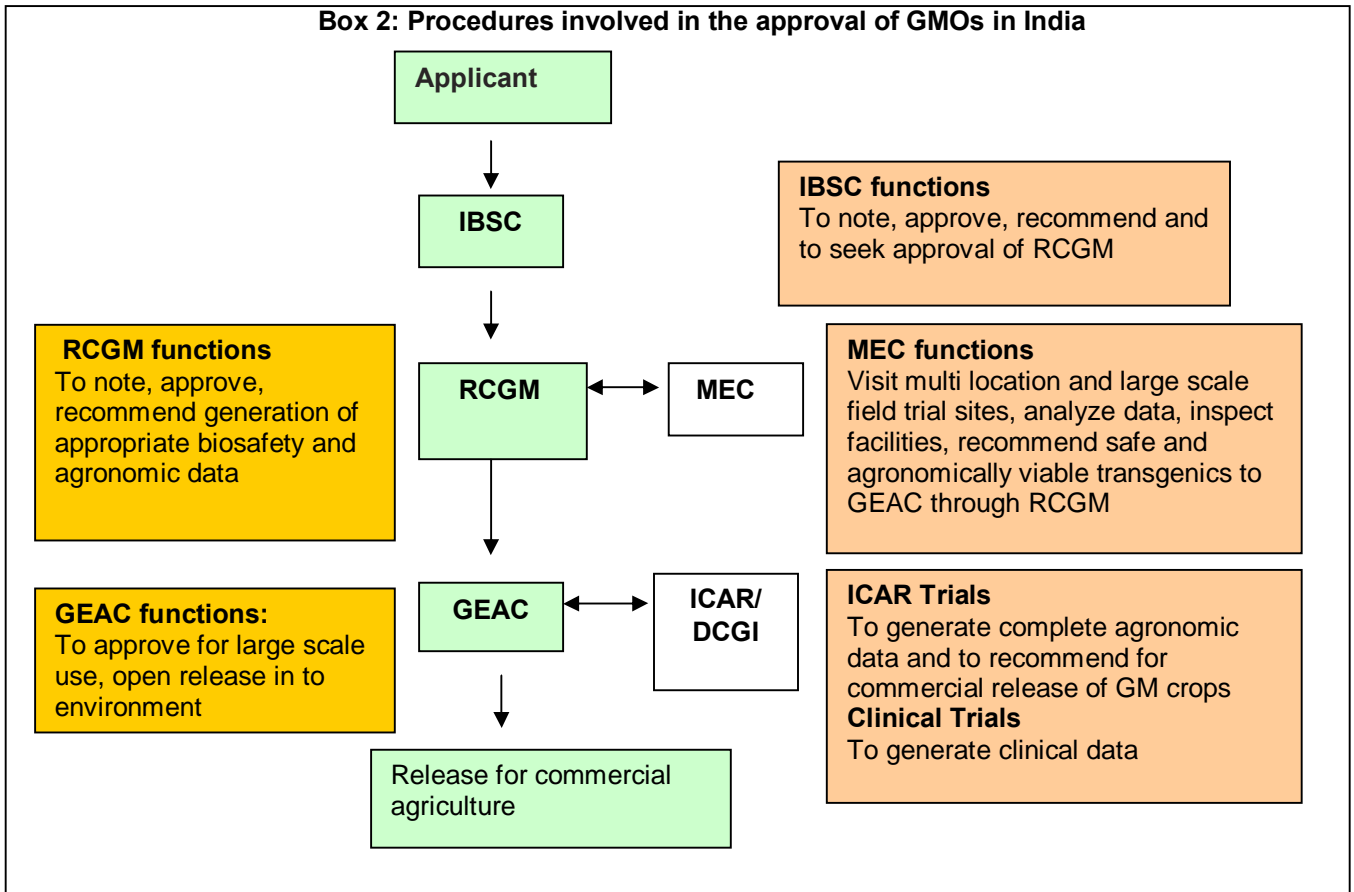 Box 2: Procedures involved in the approval of GMOs in India
Applicant
IBSC
IBSC functions
To note, approve, recommend and
to seek approval of RCGM
RCGM functions
To note, approve,
recommend generation of
appropriate biosafety and
agronomic data
RCGM
MEC
MEC functions
Visit multi location and large scale
field trial sites, analyze data, inspect
facilities, recommend safe and
agronomically viable transgenics to
GEAC through RCGM
GEAC functions:
To approve for large scale
use, open release in to
environment
GEAC
ICAR/
DCGI
ICAR Trials
To generate complete agronomic
data and to recommend for
commercial release of GM crops
Clinical Trials
To generate clinical data
Release for commercial
agriculture